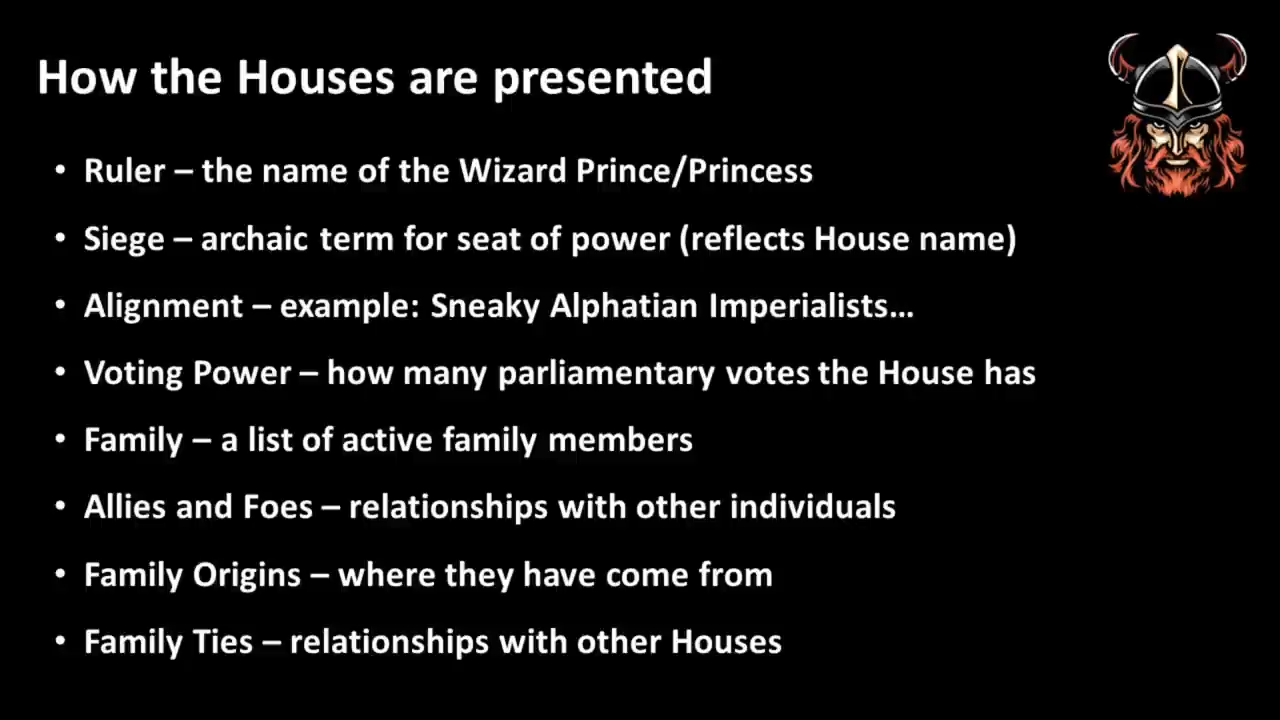 How the Houses are presented
• Ruler – the name of the Wizard Prince/Princess
• Siege – archaic term for seat of power (reflects House name)
• Alignment – example: Sneaky Alphatian Imperialists...
• Voting Power – how many parliamentary votes the House has
• Family – a list of active family members
• Allies and Foes – relationships with other individuals
• Family Origins – where they have come from
• Family Ties – relationships with other Houses